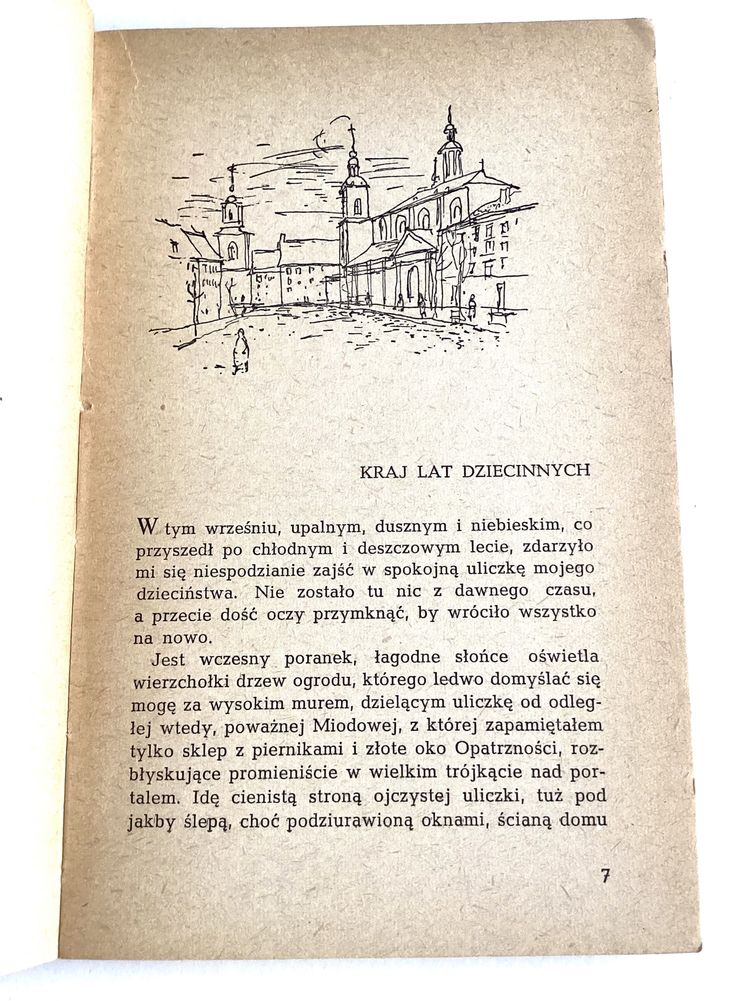 KRAJ LAT DZIECINNYCH
W tym wrześniu, upalnym, dusznym i niebieskim, co
przyszedł po chłodnym i deszczowym lecie, zdarzyło
mi się niespodzianie zajść w spokojną uliczkę mojego
dzieciństwa. Nie zostało tu nic z dawnego czasu,
a przecie dość oczy przymknąć, by wróciło wszystko
na nowo.
Jest wczesny poranek, łagodne słońce oświetla
wierzchołki drzew ogrodu, którego ledwo domyślać się
mogę za wysokim murem, dzielącym uliczkę od odleg-
łej wtedy, poważnej Miodowej, z której zapamiętałem
tylko sklep z piernikami i złote oko Opatrzności, roz-
błyskujące promieniście w wielkim trójkącie nad por-
talem. Idę cienistą stroną ojczystej uliczki, tuż pod
jakby ślepą, choć podziurawioną oknami, ścianą domu
7